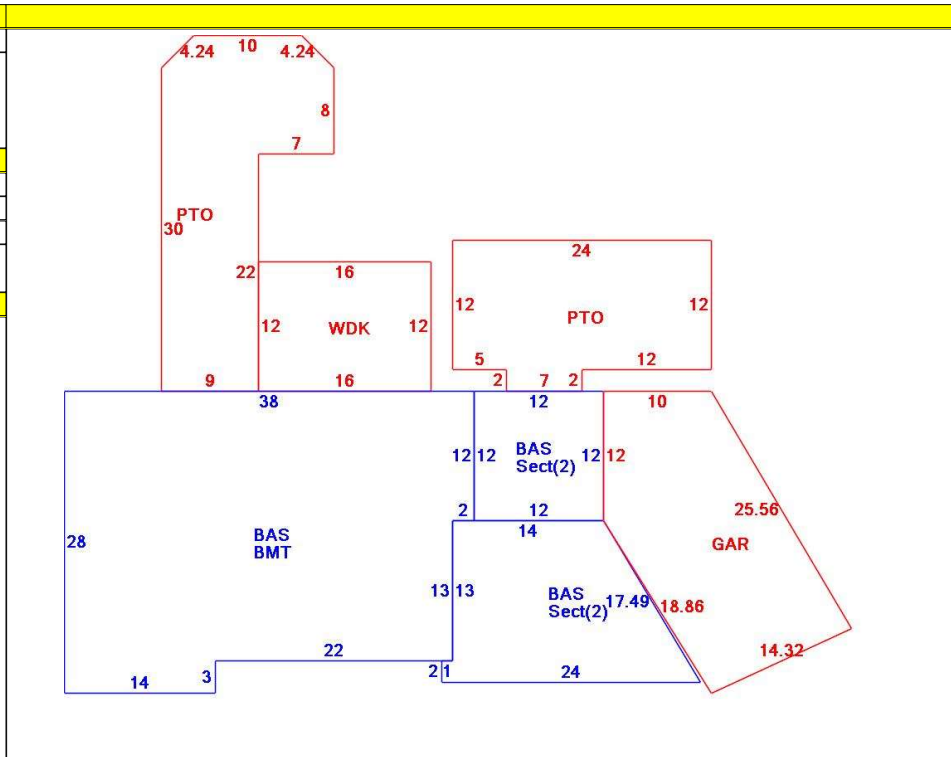 10
4.24 4.24
8
7
PTO
30
22
16
12 WDK 12
9 16
24
12 PTO 12
5 12
2 7 2
38
12
10
12 12 BAS 12 12
Sect(2)
2 12
14
28
BAS
BMT
25.56
GAR
13 13 BAS 17.49 18.86
Sect(2)
22
14.32
14 3
2 1 24